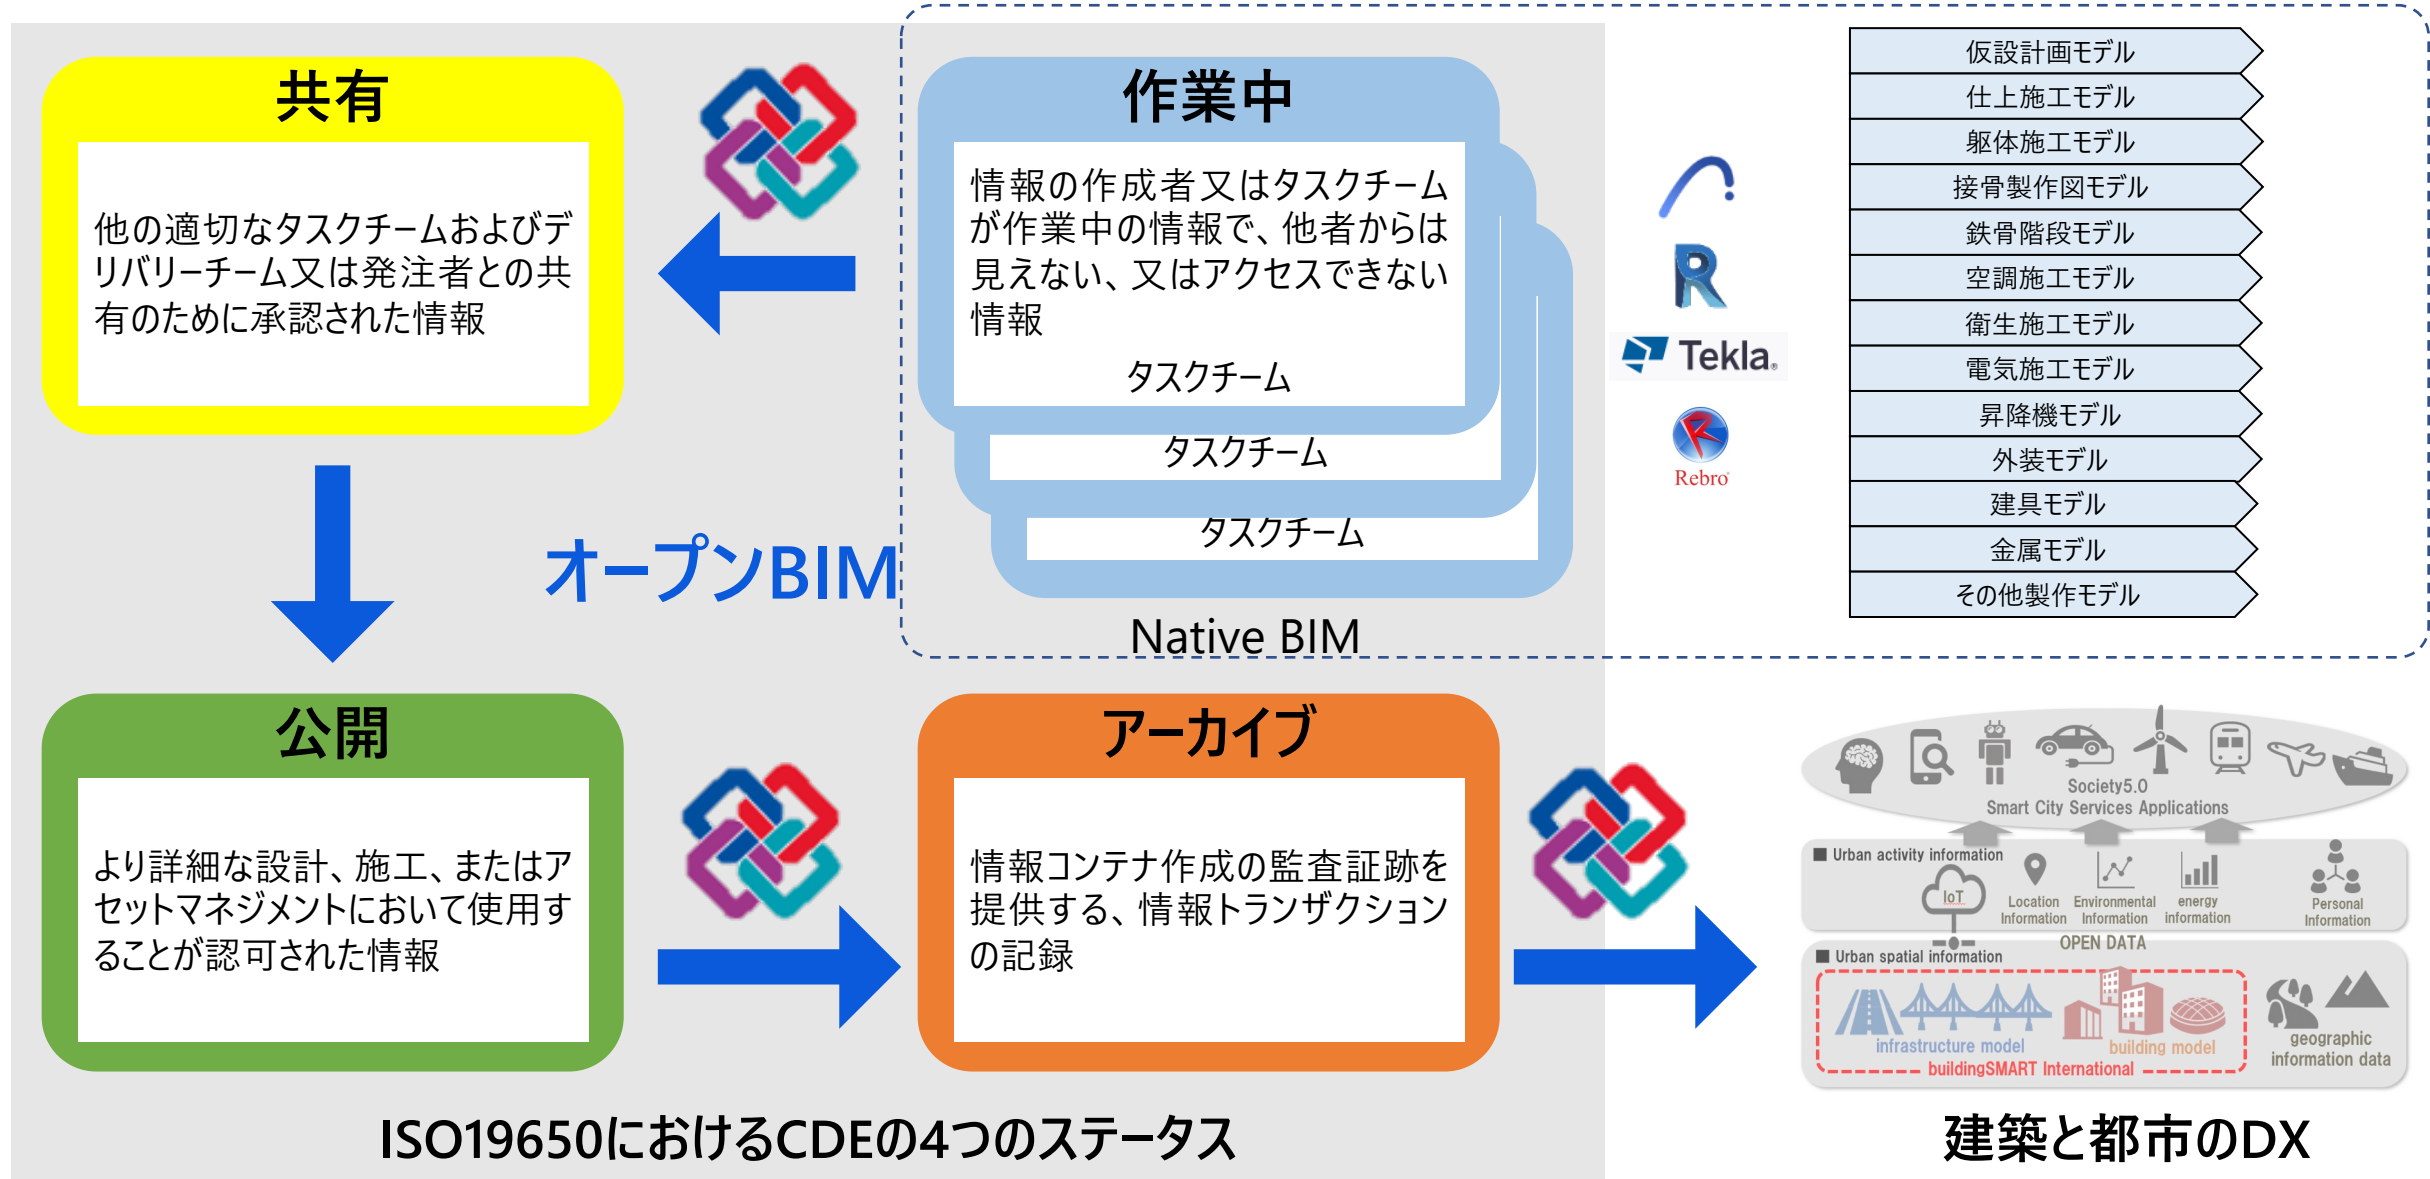 共有
他の適切なタスクチームおよびデ
リバリーチーム又は発注者との共
有のために承認された情報
作業中
情報の作成者又はタスクチーム
が作業中の情報で、他者からは
見えない、又はアクセスできない
情報
タスクチーム
タスクチーム
タスクチーム
Native BIM
オープンBIM
Tekla®
Rebro
仮設計画モデル
仕上施工モデル
躯体施工モデル
接骨製作図モデル
鉄骨階段モデル
空調施工モデル
衛生施工モデル
電気施工モデル
昇降機モデル
外装モデル
建具モデル
金属モデル
その他製作モデル
公開
より詳細な設計、施工、またはア
セットマネジメントにおいて使用す
ることが認可された情報
アーカイブ
情報コンテナ作成の監査証跡を
提供する、情報トランザクション
の記録
ISO19650におけるCDEの4つのステータス
Society5.0
Smart City Services Applications
■ Urban activity information
IoT
Location
Information
Environmental
Information
energy
information
Personal
Information
OPEN DATA
■ Urban spatial information
infrastructure model
building model
buildingSMART International
geographic
information data
建築と都市のDX